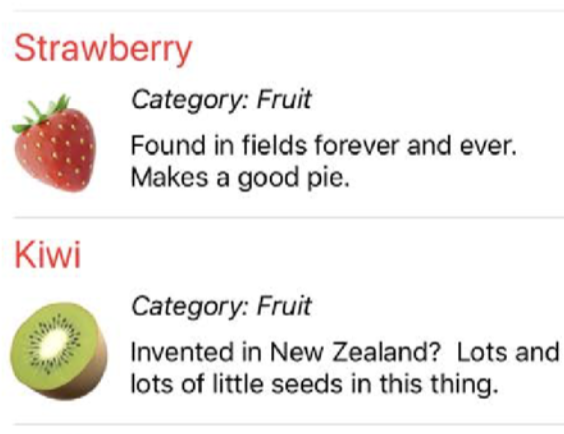 Strawberry
Category: Fruit
Found in fields forever and ever.
Makes a good pie.
Kiwi
Category: Fruit
Invented in New Zealand?  Lots and
lots of little seeds in this thing.